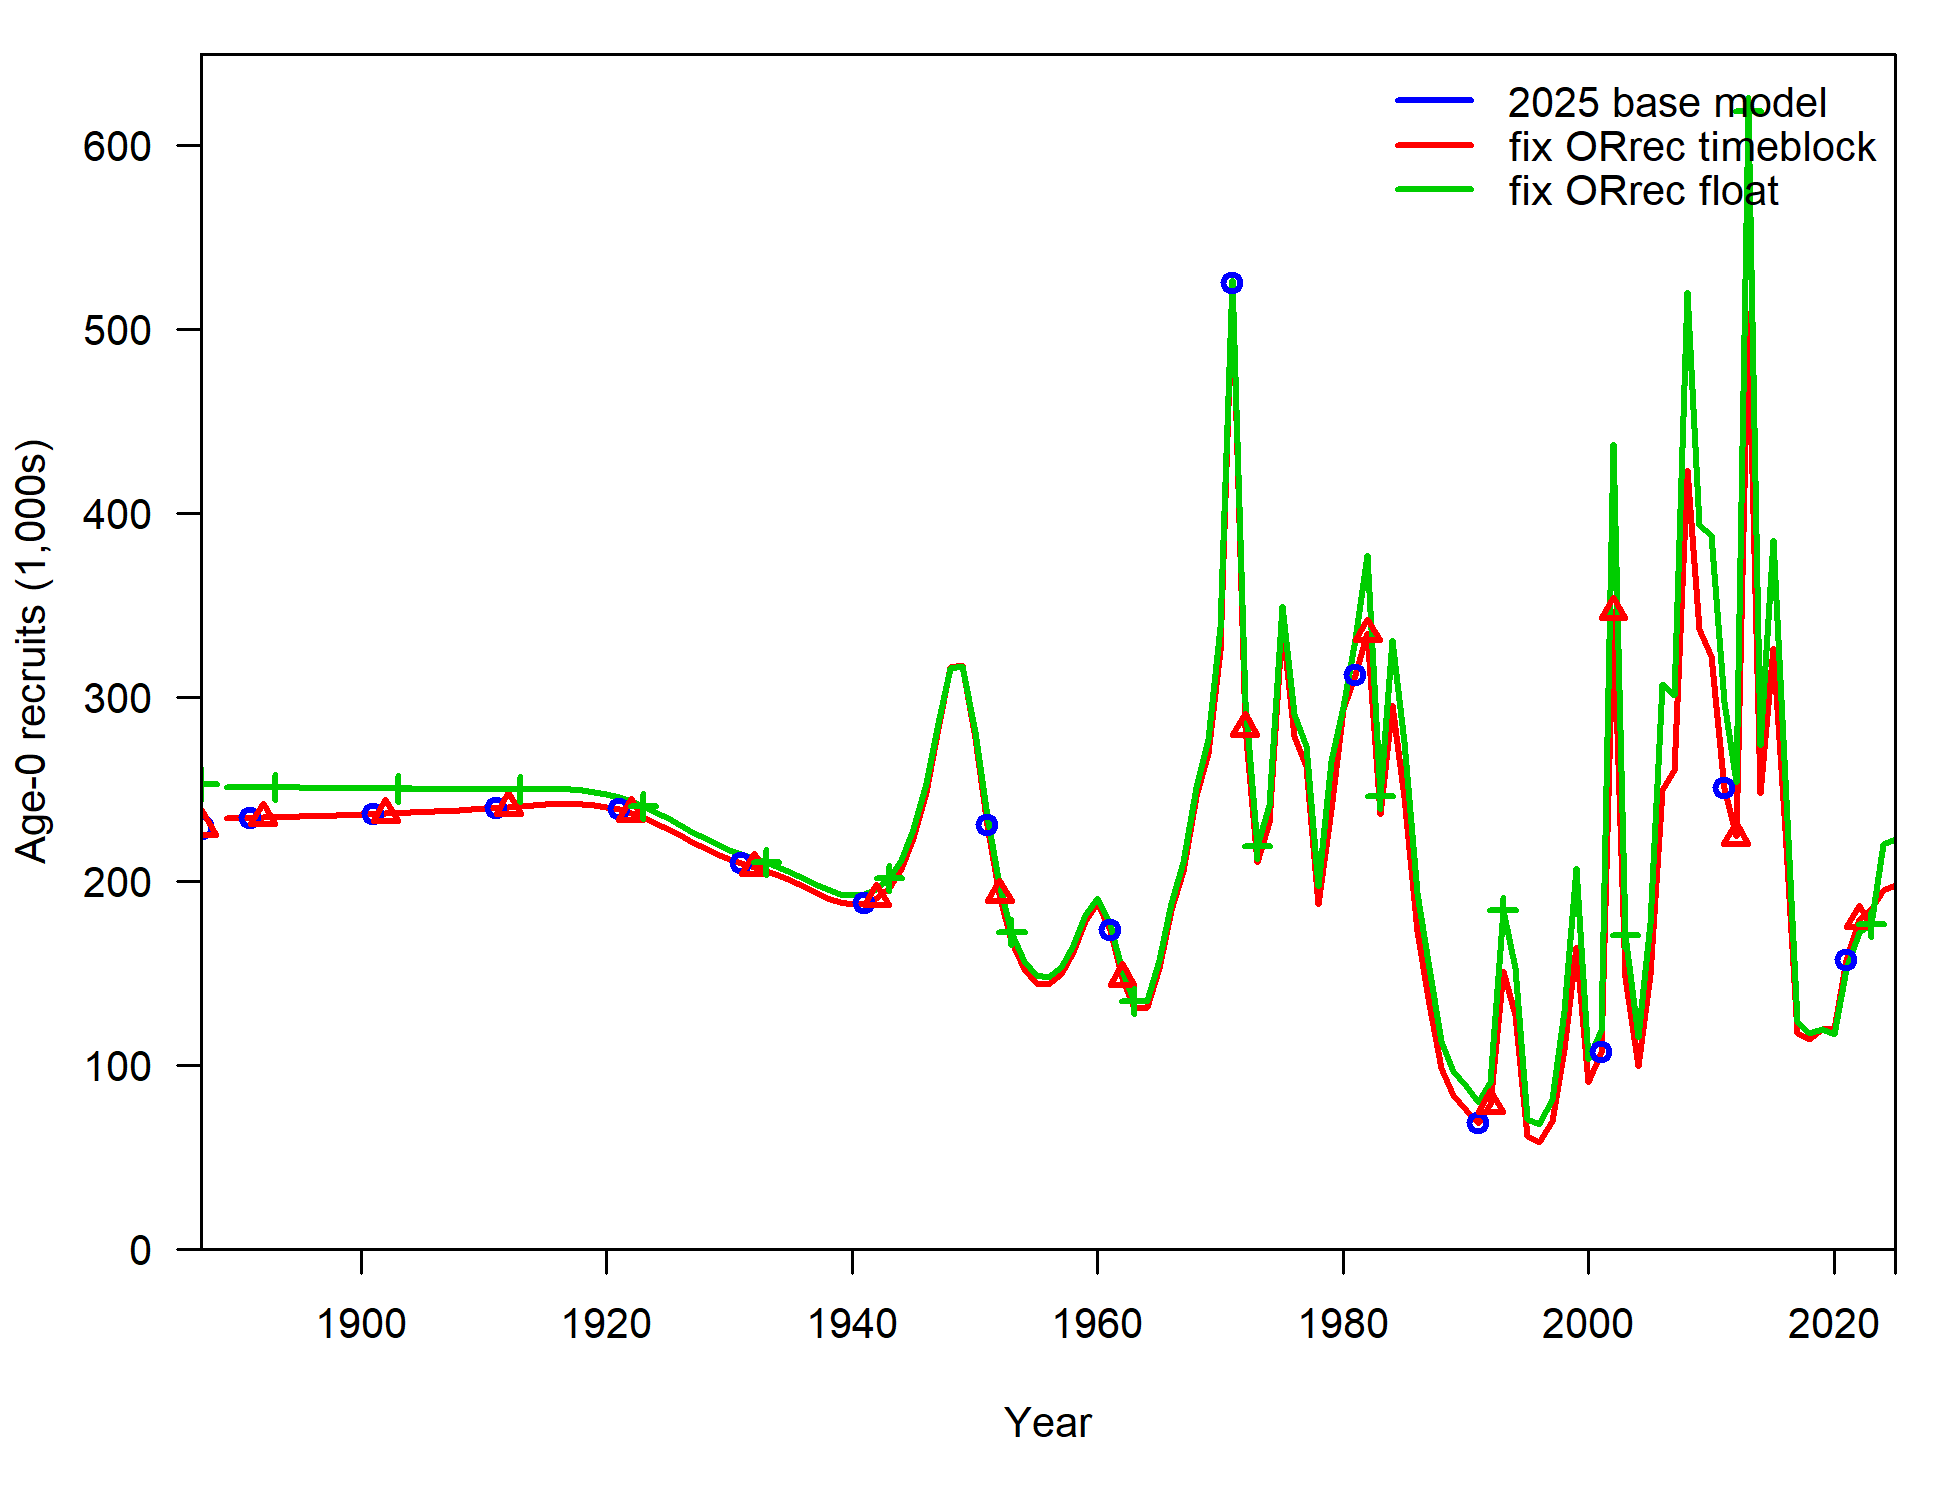 2025 base model
fix ORrec timeblock
fix ORrec float
600
500
400
300
200
100
0
Age-0 recruits (1,000s)
1900 1920 1940 1960 1980 2000 2020
Year